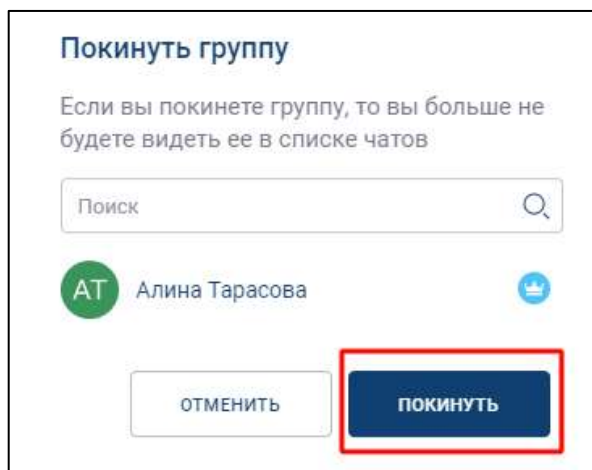 Покинуть группу
Если вы покинете группу, то вы больше не
будете видеть ее в списке чатов
Поиск
АТ Алина Тарасова
ОТМЕНИТЬ ПОКИНУТЬ